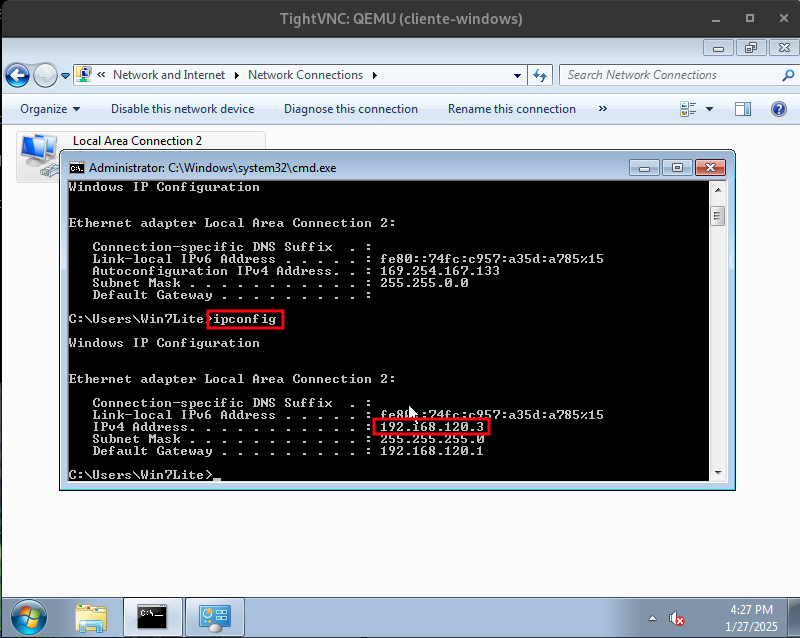 TightVNC: QEMU (cliente-windows)
« Network and Internet ▸ Network Connections ▸
Search Network Connections
Organize ▾ Disable this network device Diagnose this connection Rename this connection »
Local Area Connection 2
Administrator: C:\Windows\system32\cmd.exe
Windows IP Configuration
Ethernet adapter Local Area Connection 2:
Connection-specific DNS Suffix . :
Link-local IPv6 Address . . . . . : fe80::74fc:c957:a35d:a785%15
Autoconfiguration IPv4 Address. . : 169.254.167.133
Subnet Mask . . . . . . . . . . . : 255.255.0.0
Default Gateway . . . . . . . . . :
C:\Users\Win7Lite>ipconfig
Windows IP Configuration
Ethernet adapter Local Area Connection 2:
Connection-specific DNS Suffix . :
Link-local IPv6 Address . . . . . : fe80::74fc:c957:a35d:a785%15
IPv4 Address. . . . . . . . . . . : 192.168.120.3
Subnet Mask . . . . . . . . . . . : 255.255.255.0
Default Gateway . . . . . . . . . : 192.168.120.1
C:\Users\Win7Lite>_
4:27 PM
1/27/2025